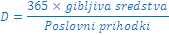 D = 365 × gibljiva sredstva / Poslovni prihodki